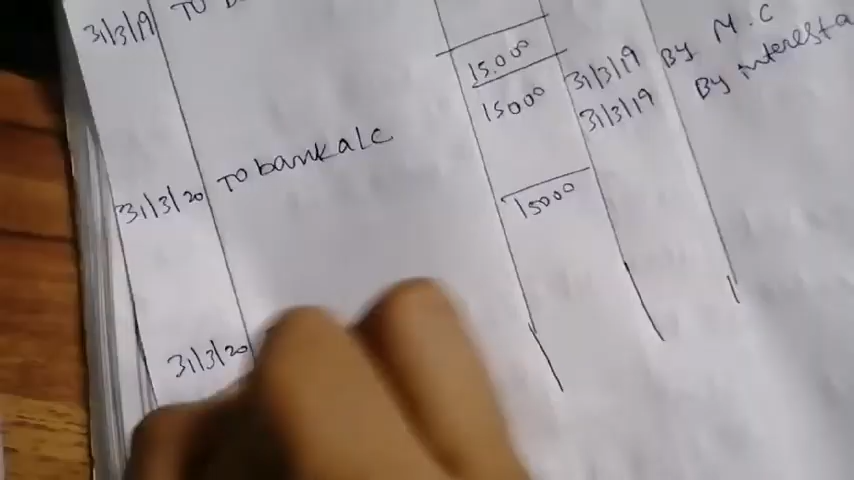 31/3/19 TO
15.000
31/3/19 By M.C
15000
31/3/19 By interest a
31/3/20 TO bank a/c
15000
31/3/20